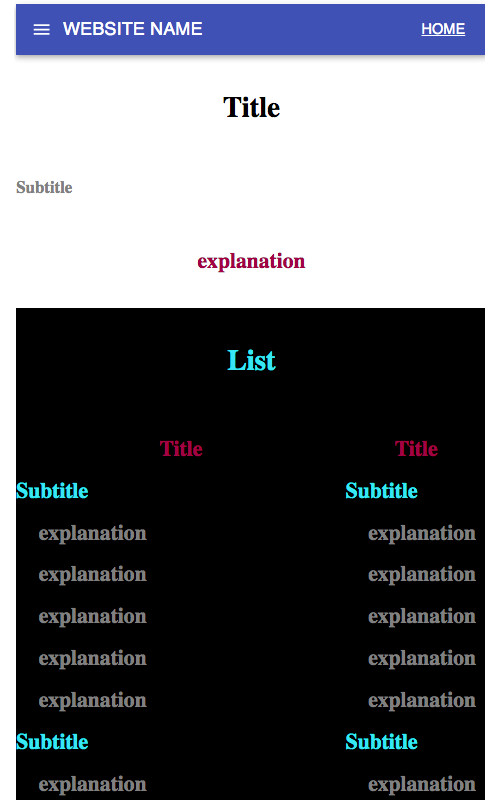 WEBSITE NAME HOME
Title
Subtitle
explanation
List
Title Title
Subtitle Subtitle
explanation explanation
explanation explanation
explanation explanation
explanation explanation
explanation explanation
Subtitle Subtitle
explanation explanation